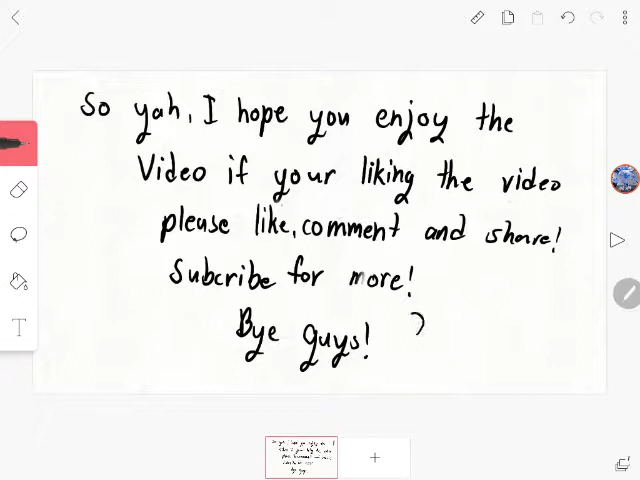 So yah, I hope you enjoy the
Video if your liking the video
please like, comment and share!
Subcribe for more!
Bye guys!
T